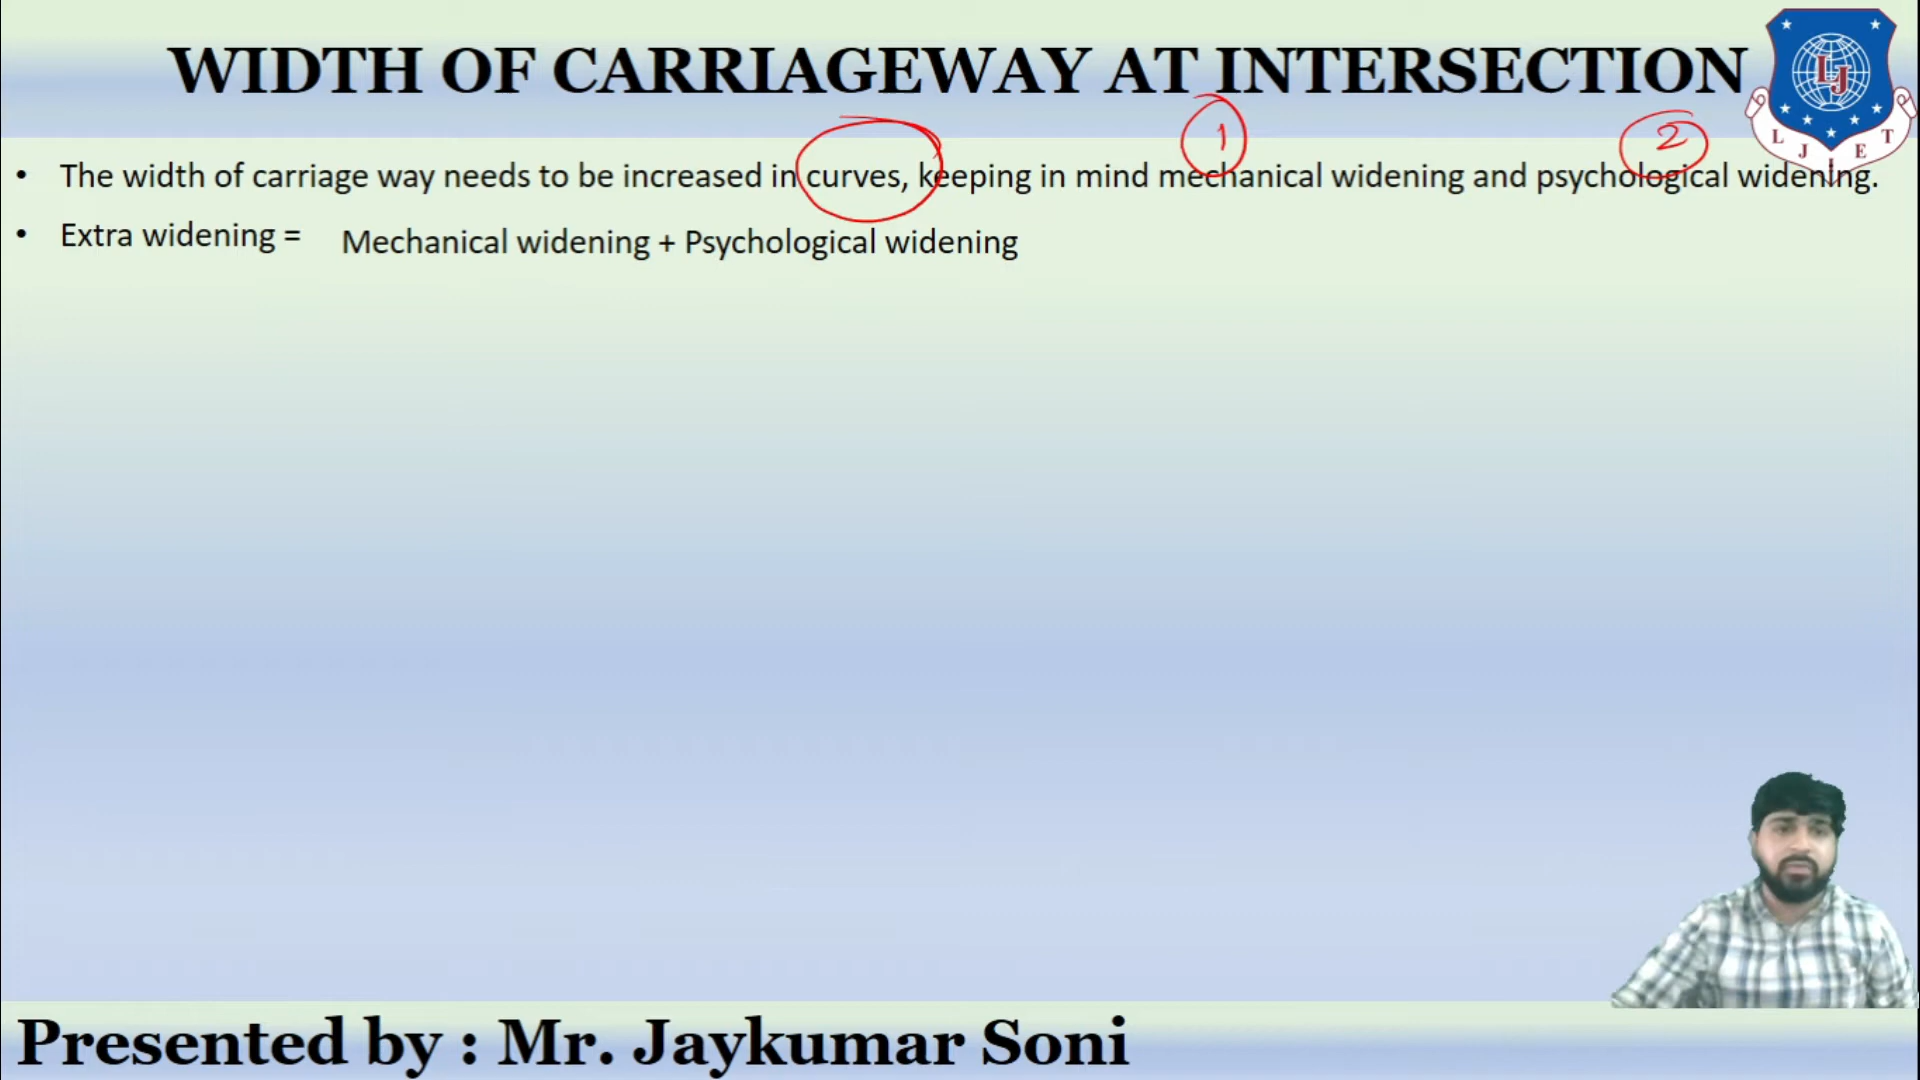 WIDTH OF CARRIAGEWAY AT INTERSECTION
LJ
L J I E T
1
2
• The width of carriage way needs to be increased in curves, keeping in mind mechanical widening and psychological widening.
• Extra widening = Mechanical widening + Psychological widening
Presented by : Mr. Jaykumar Soni